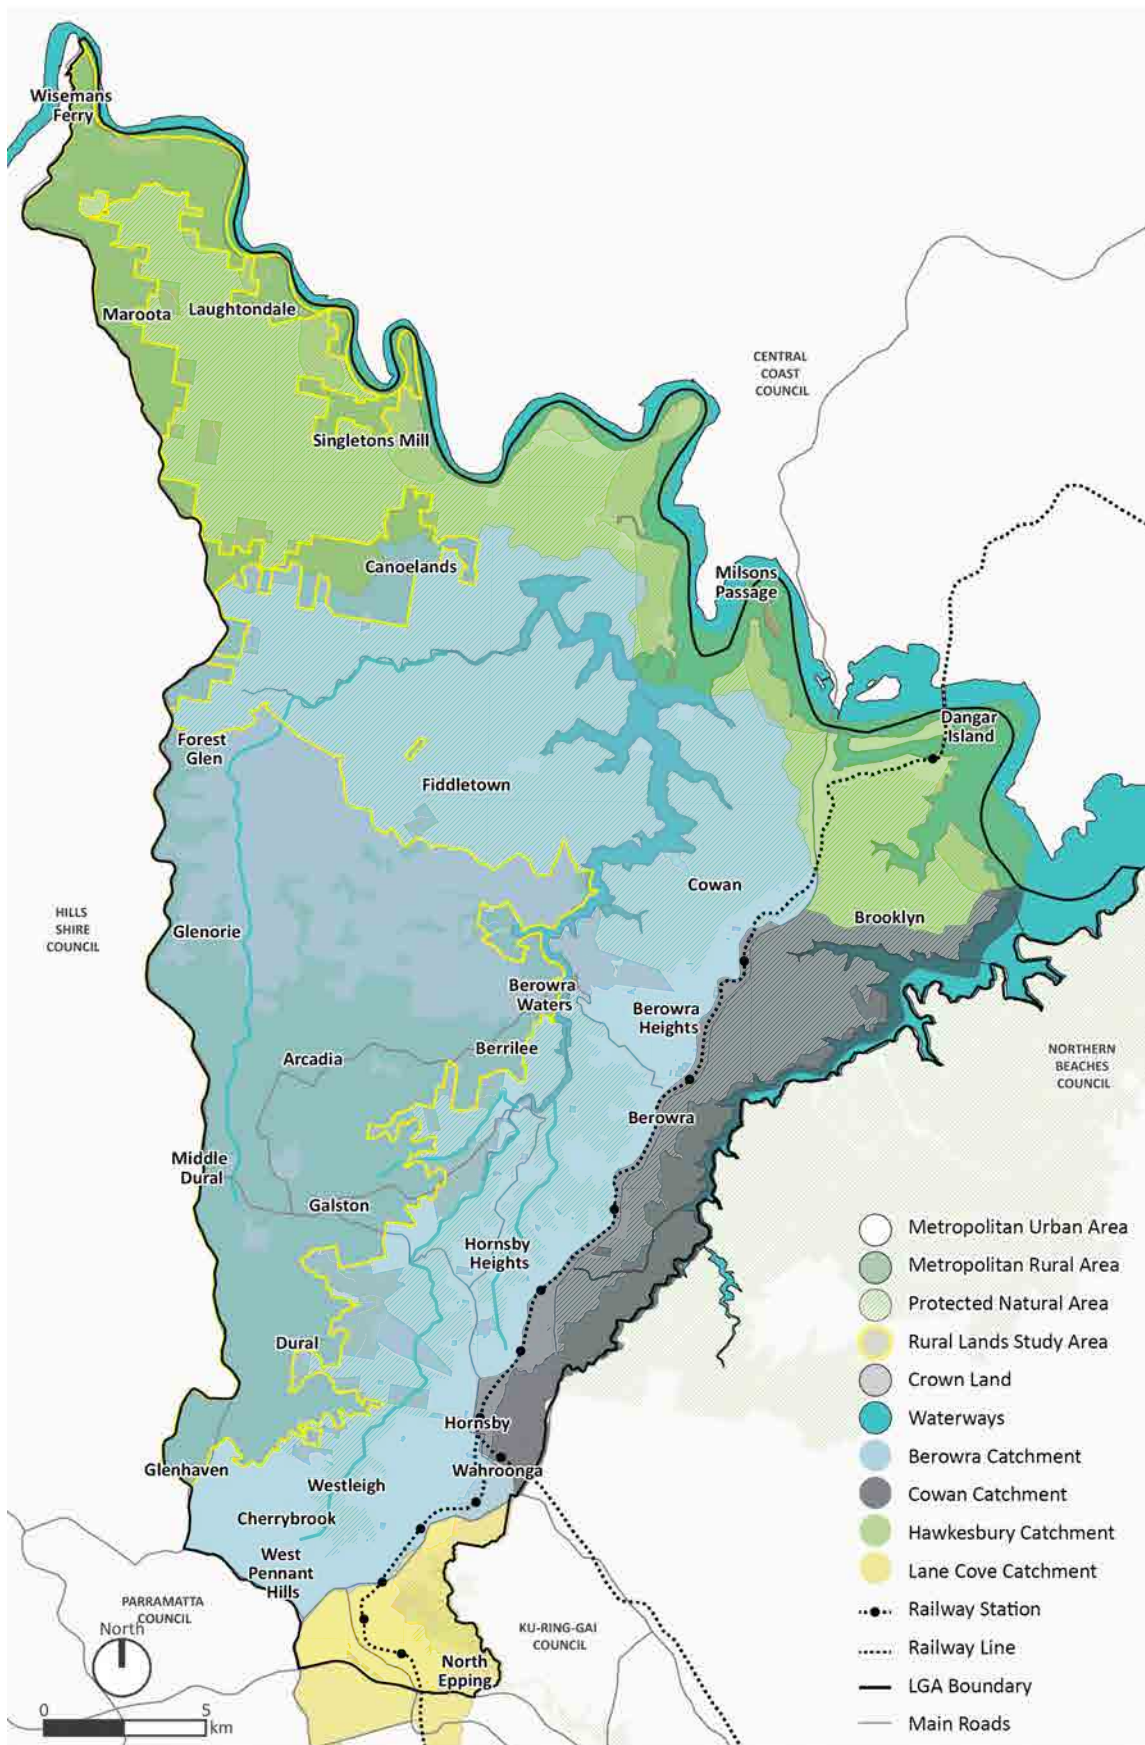 Wisemans
Ferry
Maroota
Laughtondale
CENTRAL
COAST
COUNCIL
Singletons Mill
Canoelands
Milsons
Passage
Forest
Glen
Dangar
Island
Fiddletown
Cowan
HILLS
SHIRE
COUNCIL
Glenorie
Brooklyn
Berowra
Waters
Berowra
Heights
Arcadia
Berrilee
NORTHERN
BEACHES
COUNCIL
Berowra
Middle
Dural
Galston
Hornsby
Heights
Dural
Hornsby
Glenhaven
Wahroonga
Westleigh
Cherrybrook
West
Pennant
Hills
PARRAMATTA
COUNCIL
KU-RING-GAI
COUNCIL
North
Epping
North
0 5
km
Metropolitan Urban Area
Metropolitan Rural Area
Protected Natural Area
Rural Lands Study Area
Crown Land
Waterways
Berowra Catchment
Cowan Catchment
Hawkesbury Catchment
Lane Cove Catchment
Railway Station
Railway Line
LGA Boundary
Main Roads